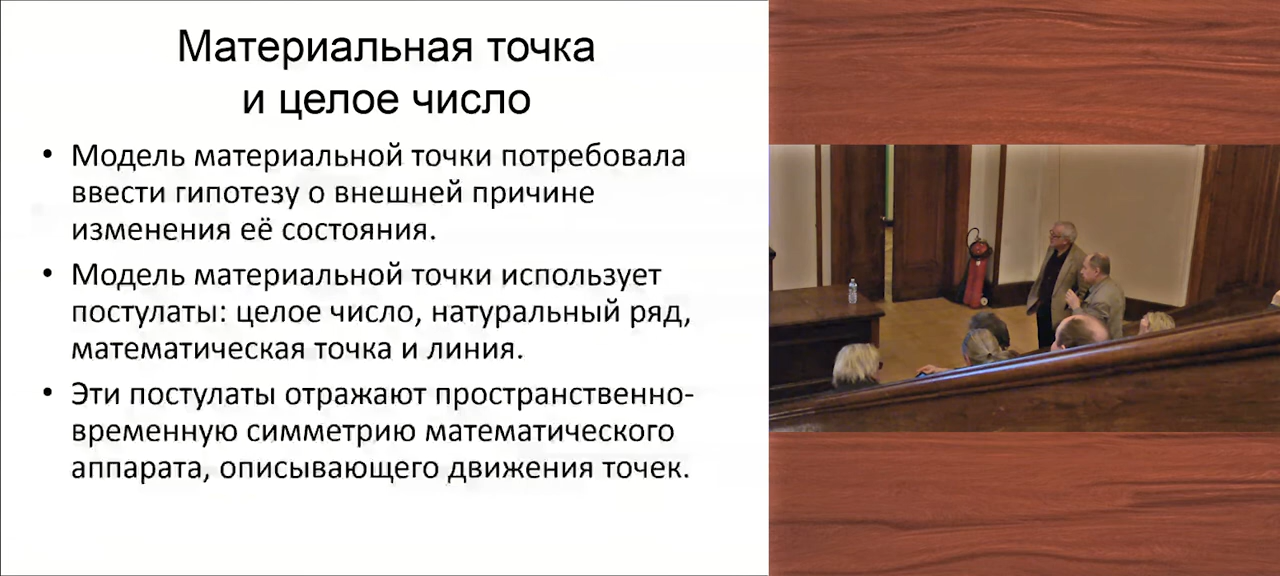 Материальная точка
и целое число
• Модель материальной точки потребовала
ввести гипотезу о внешней причине
изменения её состояния.
• Модель материальной точки использует
постулаты: целое число, натуральный ряд,
математическая точка и линия.
• Эти постулаты отражают пространственно-
временную симметрию математического
аппарата, описывающего движения точек.